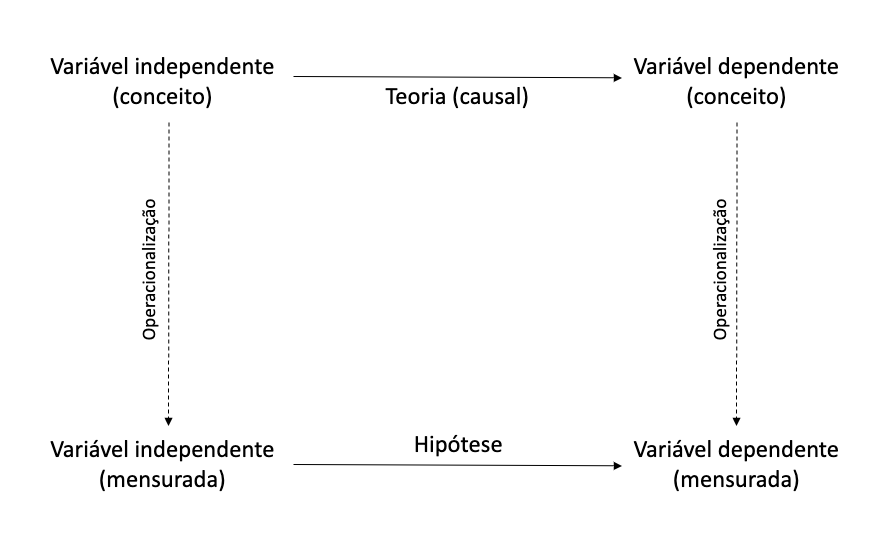 Variável independente
(conceito)
Teoria (causal)
Variável dependente
(conceito)
Operacionalização
Operacionalização
Variável independente
(mensurada)
Hipótese
Variável dependente
(mensurada)